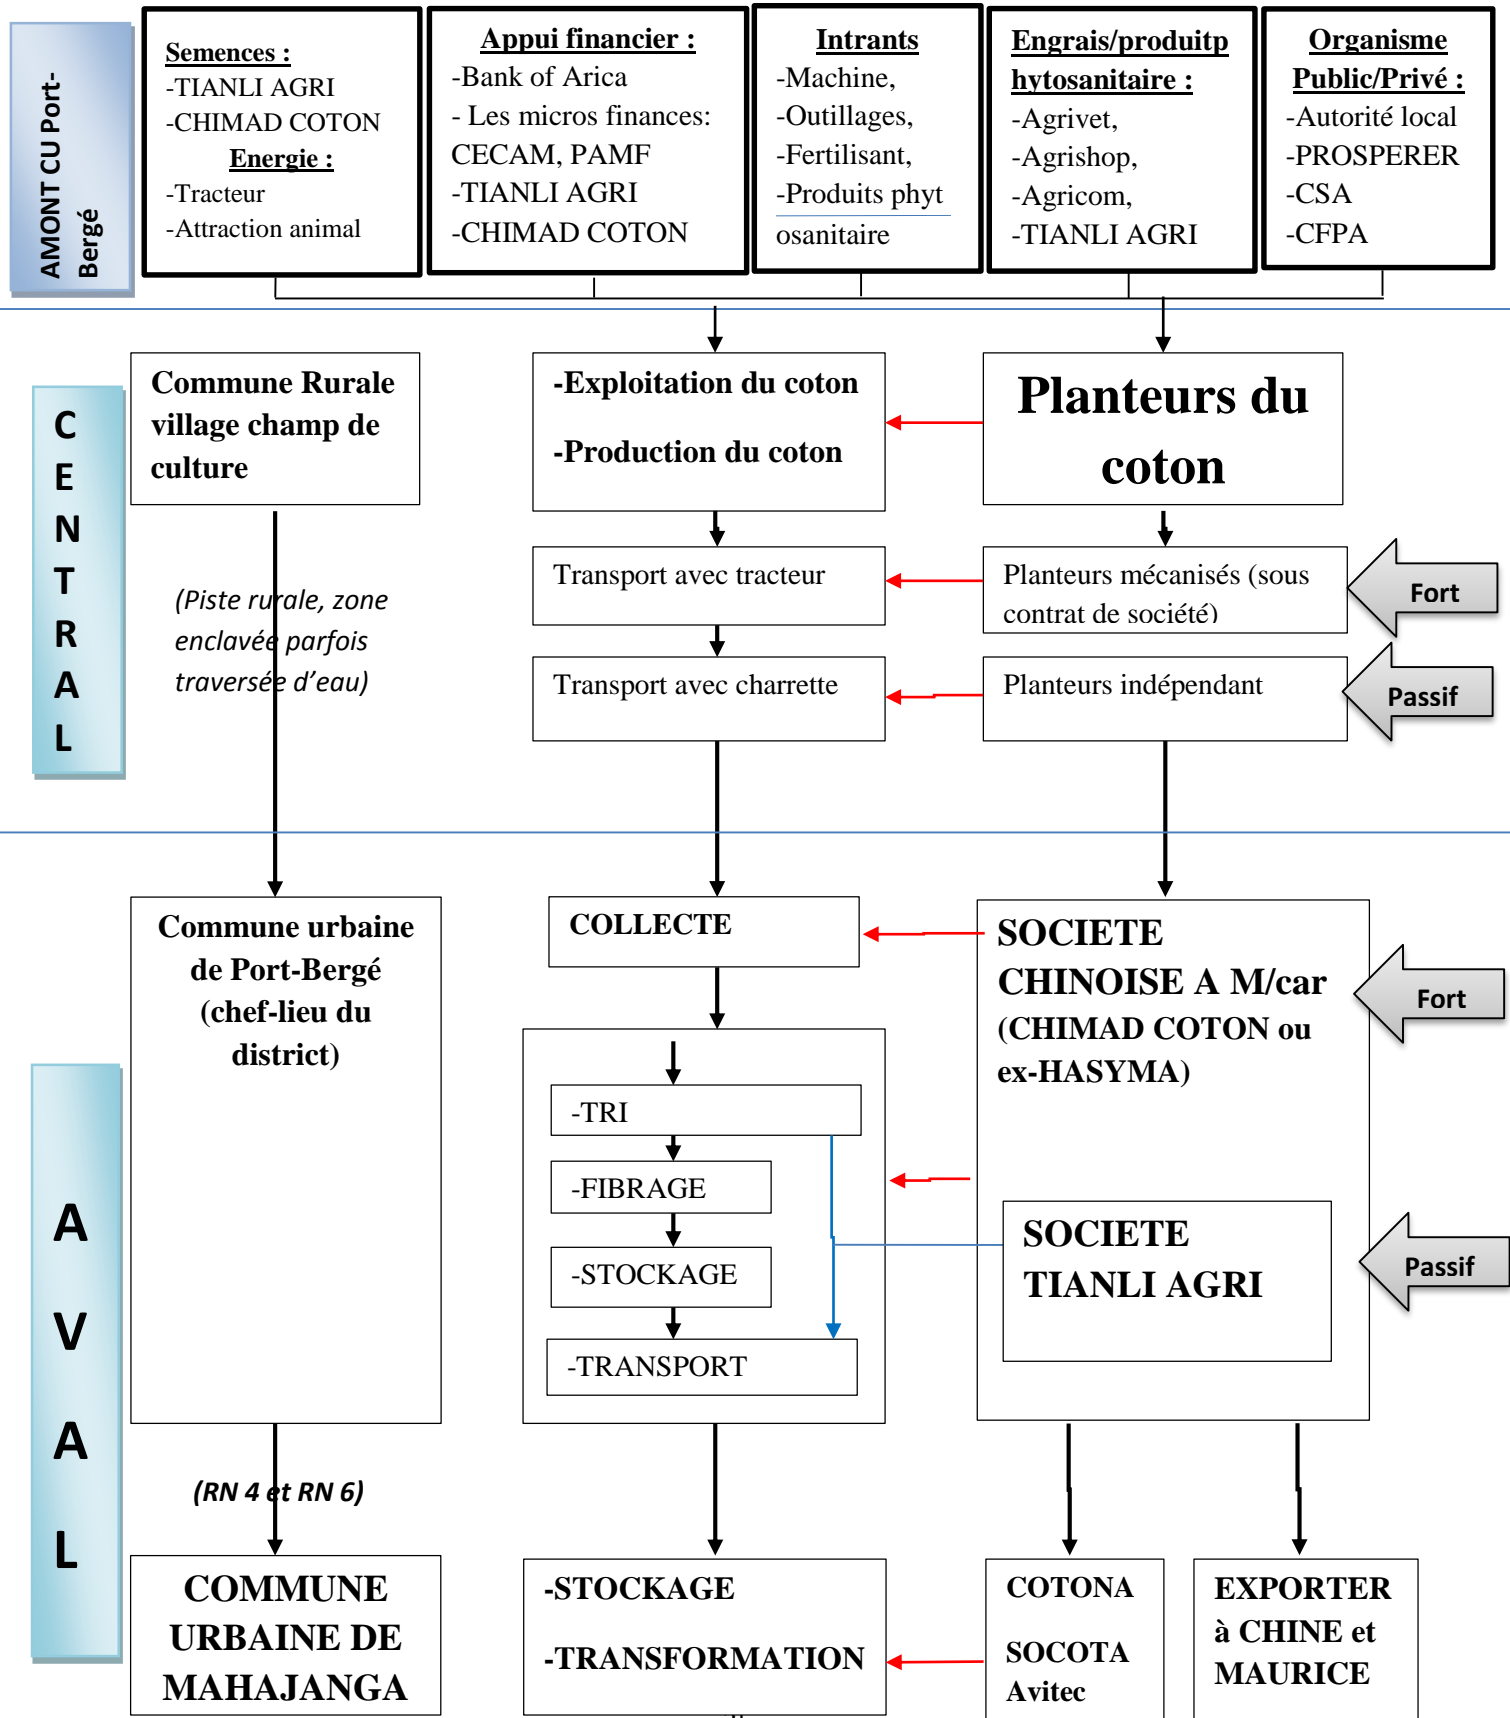 AMONT CU Port-
Bergé
Semences :
-TIANLI AGRI
-CHIMAD COTON
Energie :
-Tracteur
-Attraction animal
Appui financier :
-Bank of Arica
- Les micros finances:
CECAM, PAMF
-TIANLI AGRI
-CHIMAD COTON
Intrants
-Machine,
-Outillages,
-Fertilisant,
-Produits phyt
osanitaire
Engrais/produitp
hytosanitaire :
-Agrivet,
-Agrishop,
-Agricom,
-TIANLI AGRI
Organisme
Public/Privé :
-Autorité local
-PROSPERER
-CSA
-CFPA
C
E
N
T
R
A
L
Commune Rurale
village champ de
culture
-Exploitation du coton
-Production du coton
Planteurs du
coton
(Piste rurale, zone
enclavée parfois
traversée d’eau)
Transport avec tracteur
Planteurs mécanisés (sous
contrat de société)
Fort
Transport avec charrette
Planteurs indépendant
Passif
A
V
A
L
Commune urbaine
de Port-Bergé
(chef-lieu du
district)
COLLECTE
SOCIETE
CHINOISE A M/car
(CHIMAD COTON ou
ex-HASYMA)
Fort
-TRI
-FIBRAGE
-STOCKAGE
-TRANSPORT
SOCIETE
TIANLI AGRI
Passif
(RN 4 et RN 6)
COMMUNE
URBAINE DE
MAHAJANGA
-STOCKAGE
-TRANSFORMATION
COTONA
SOCOTA
Avitec
EXPORTER
à CHINE et
MAURICE